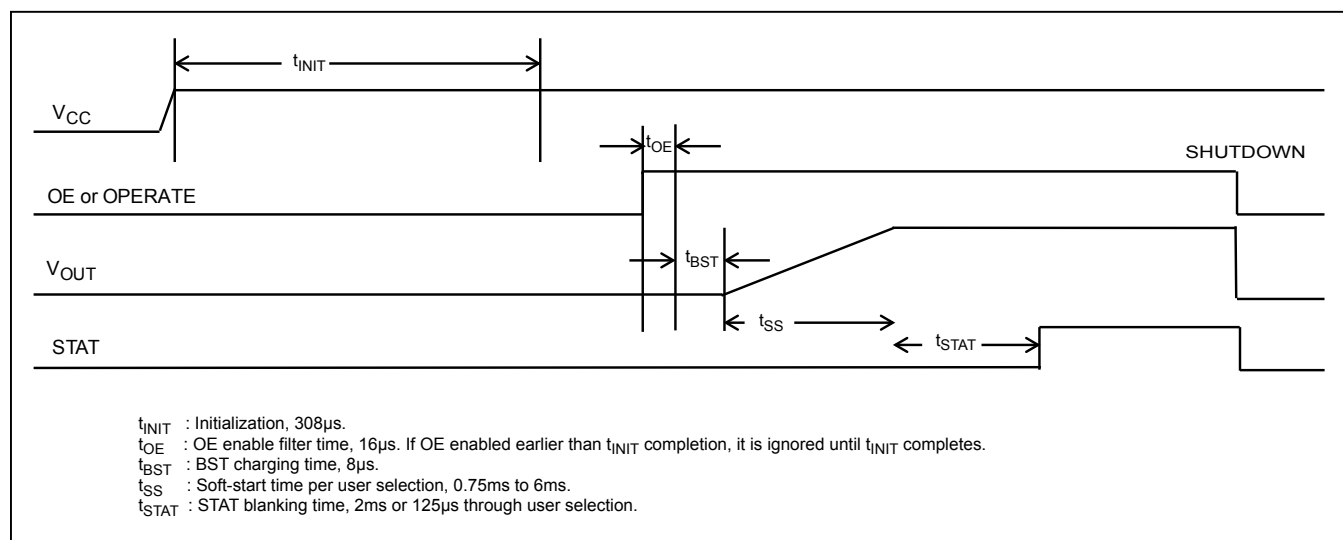 tINIT
VCC
tOE
SHUTDOWN
OE or OPERATE
tBST
VOUT
tSS
STAT
tSTAT
tINIT : Initialization, 308µs.
tOE : OE enable filter time, 16µs. If OE enabled earlier than tINIT completion, it is ignored until tINIT completes.
tBST : BST charging time, 8µs.
tSS : Soft-start time per user selection, 0.75ms to 6ms.
tSTAT : STAT blanking time, 2ms or 125µs through user selection.